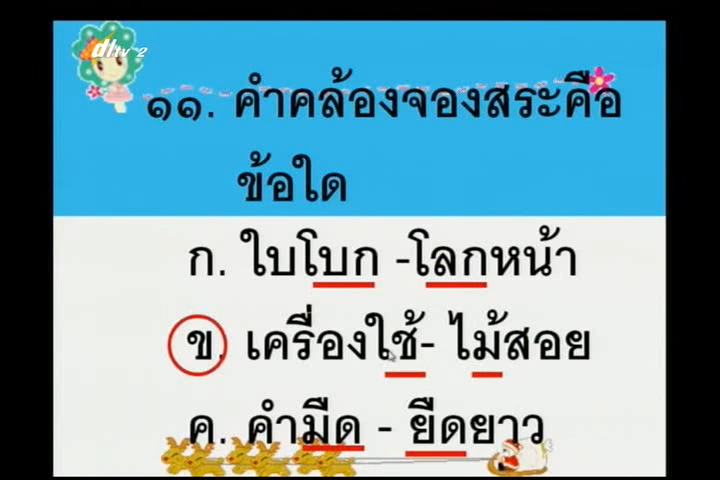 dltv 2
๑๑. คำคล้องจองสระคือ
ข้อใด
ก. ใบโบก -โลกหน้า
ข. เครื่องใช้- ไม้สอย
ค. คำมืด - ยืดยาว